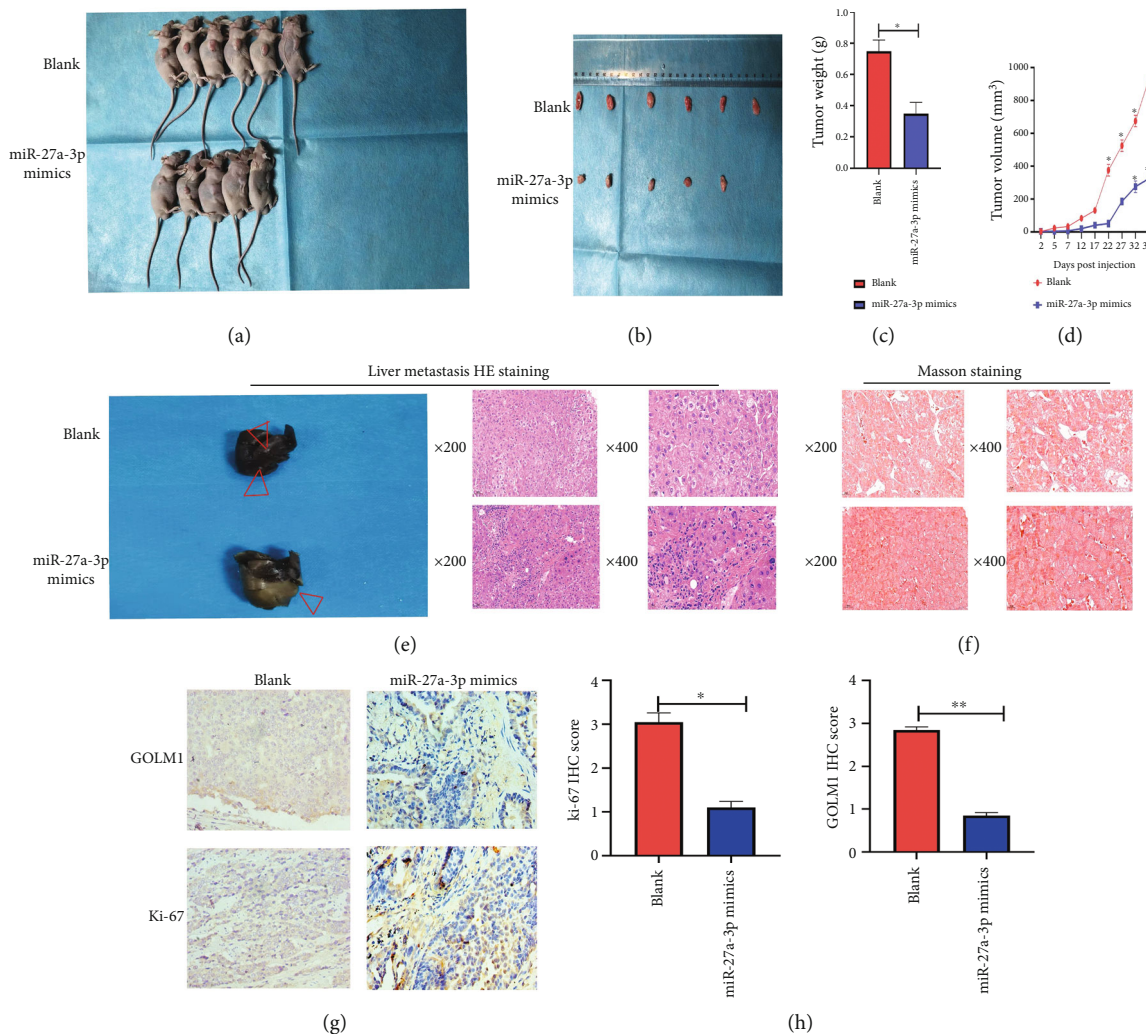 Blank
miR-27a-3p
mimics
(a)
Blank
miR-27a-3p
mimics
(b)
Tumor weight (g)
1.0
0.8
0.6
0.4
0.2
0.0
*
Blank
miR-27a-3p mimics
Blank
miR-27a-3p mimics
(c)
Tumor volume (mm³)
1000
800
600
400
200
0
* * *
* *
2 5 7 12 17 22 27 32
Days post injection
Blank
miR-27a-3p mimics
(d)
Liver metastasis HE staining
Blank
×200
×400
miR-27a-3p
mimics
×200
×400
(e)
Masson staining
×200
×400
×200
×400
(f)
Blank
miR-27a-3p mimics
GOLM1
Ki-67
(g)
ki-67 IHC score
4
3
2
1
0
*
Blank
miR-27a-3p mimics
GOLM1 IHC score
4
3
2
1
0
**
Blank
miR-27a-3p mimics
(h)